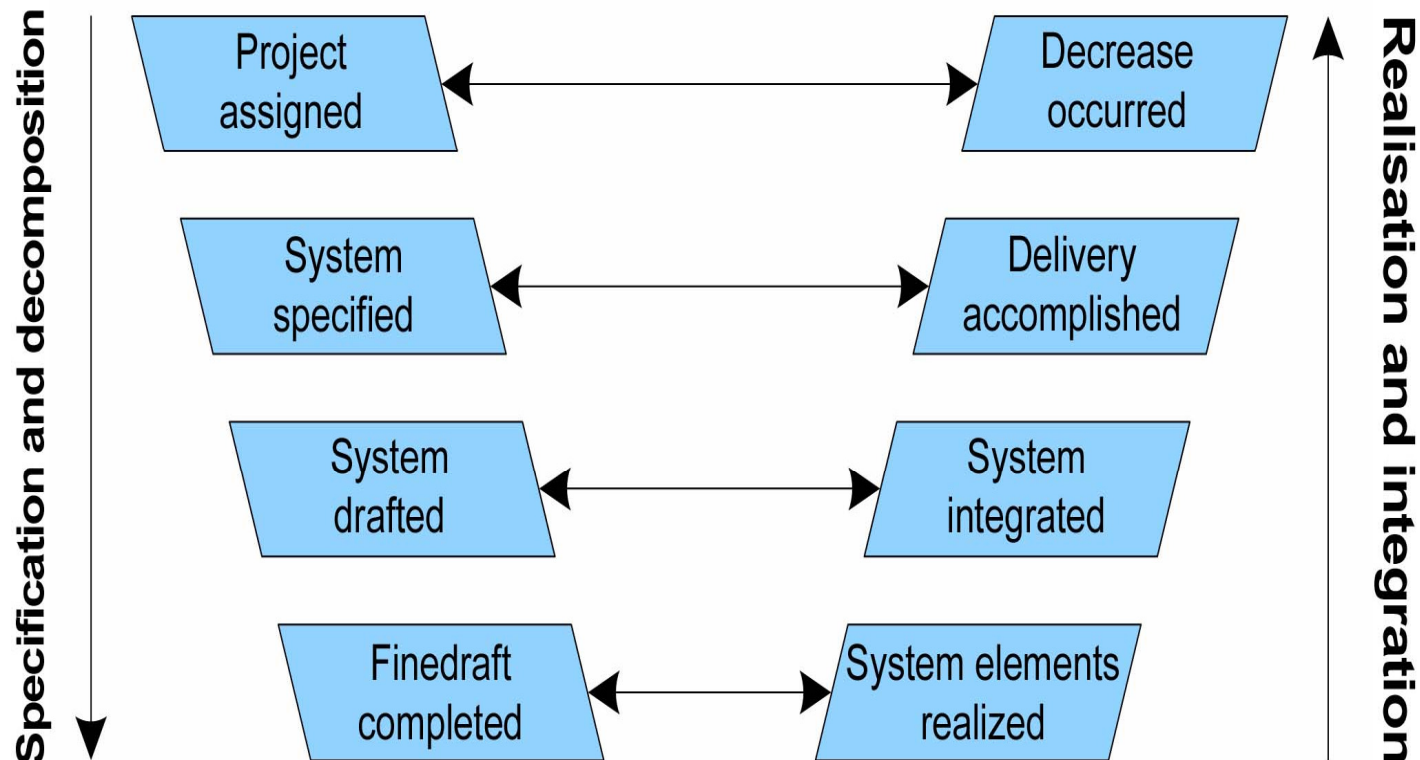 Specification and decomposition
Project
assigned
Decrease
occurred
System
specified
Delivery
accomplished
System
drafted
System
integrated
Finedraft
completed
System elements
realized
Realisation and integration